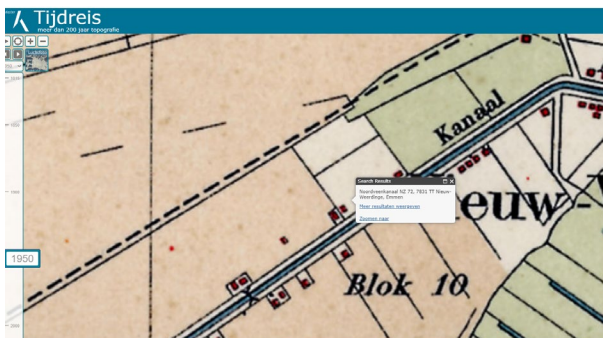 Tijdreis
meer dan 200 jaar topografie
Kanaal
Search Results
Noordveenkanaal NZ 72, 7831 TT Nieuw-
Weerdinge, Emmen
Meer resultaten weergeven
Zoomen naar
euw-
1950
Blok 10